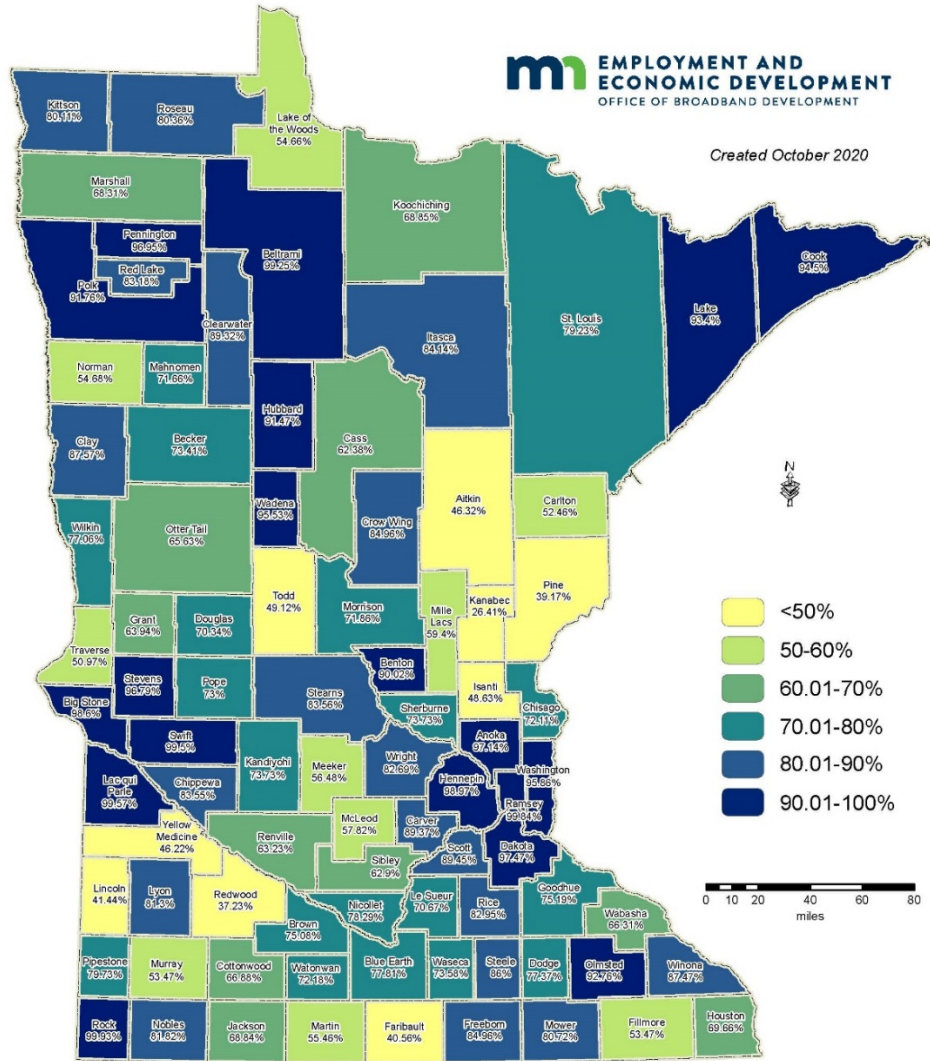 mn EMPLOYMENT AND
ECONOMIC DEVELOPMENT
OFFICE OF BROADBAND DEVELOPMENT
Created October 2020
Kittson
80.11%
Roseau
80.36%
Lake of
the Woods
54.66%
Marshall
68.31%
Koochiching
68.85%
Pennington
96.95%
Beltrami
99.25%
Red Lake
83.18%
Polk
91.76%
Clearwater
89.32%
Cook
94.5%
Lake
93.4%
St. Louis
79.23%
Itasca
84.14%
Norman
54.68%
Mahnomen
71.66%
Hubbard
91.47%
Clay
87.57%
Becker
73.41%
Cass
62.38%
Aitkin
46.32%
Carlton
52.46%
N
Wadena
95.53%
Crow Wing
84.96%
Wilkin
77.06%
Otter Tail
65.63%
Pine
39.17%
Todd
49.12%
Morrison
71.86%
Mille
Lacs
59.4%
Kanabec
26.41%
Grant
63.94%
Douglas
70.34%
Traverse
50.97%
Stevens
96.79%
Pope
73%
Stearns
83.56%
Benton
90.02%
Isanti
48.63%
Big Stone
98.6%
Sherburne
73.73%
Chisago
72.11%
Swift
99.5%
Kandiyohi
73.73%
Meeker
56.48%
Wright
82.69%
Anoka
97.14%
Washington
95.66%
Hennepin
98.97%
Ramsey
99.84%
Lac qui
Parle
99.57%
Chippewa
83.55%
McLeod
57.82%
Carver
89.37%
Yellow
Medicine
46.22%
Renville
63.23%
Scott
89.45%
Dakota
97.47%
Sibley
62.9%
Lincoln
41.44%
Lyon
81.3%
Redwood
37.23%
Nicollet
78.29%
Le Sueur
70.67%
Rice
82.95%
Goodhue
75.19%
Wabasha
66.31%
Brown
75.08%
Pipestone
79.73%
Murray
53.47%
Cottonwood
66.68%
Watonwan
72.18%
Blue Earth
77.81%
Waseca
73.58%
Steele
86%
Dodge
77.37%
Olmsted
92.76%
Winona
87.47%
Rock
99.93%
Nobles
81.82%
Jackson
68.84%
Martin
55.46%
Faribault
40.56%
Freeborn
84.96%
Mower
80.72%
Fillmore
53.47%
Houston
69.66%
<50%
50-60%
60.01-70%
70.01-80%
80.01-90%
90.01-100%
0 10 20 40 60 80
miles